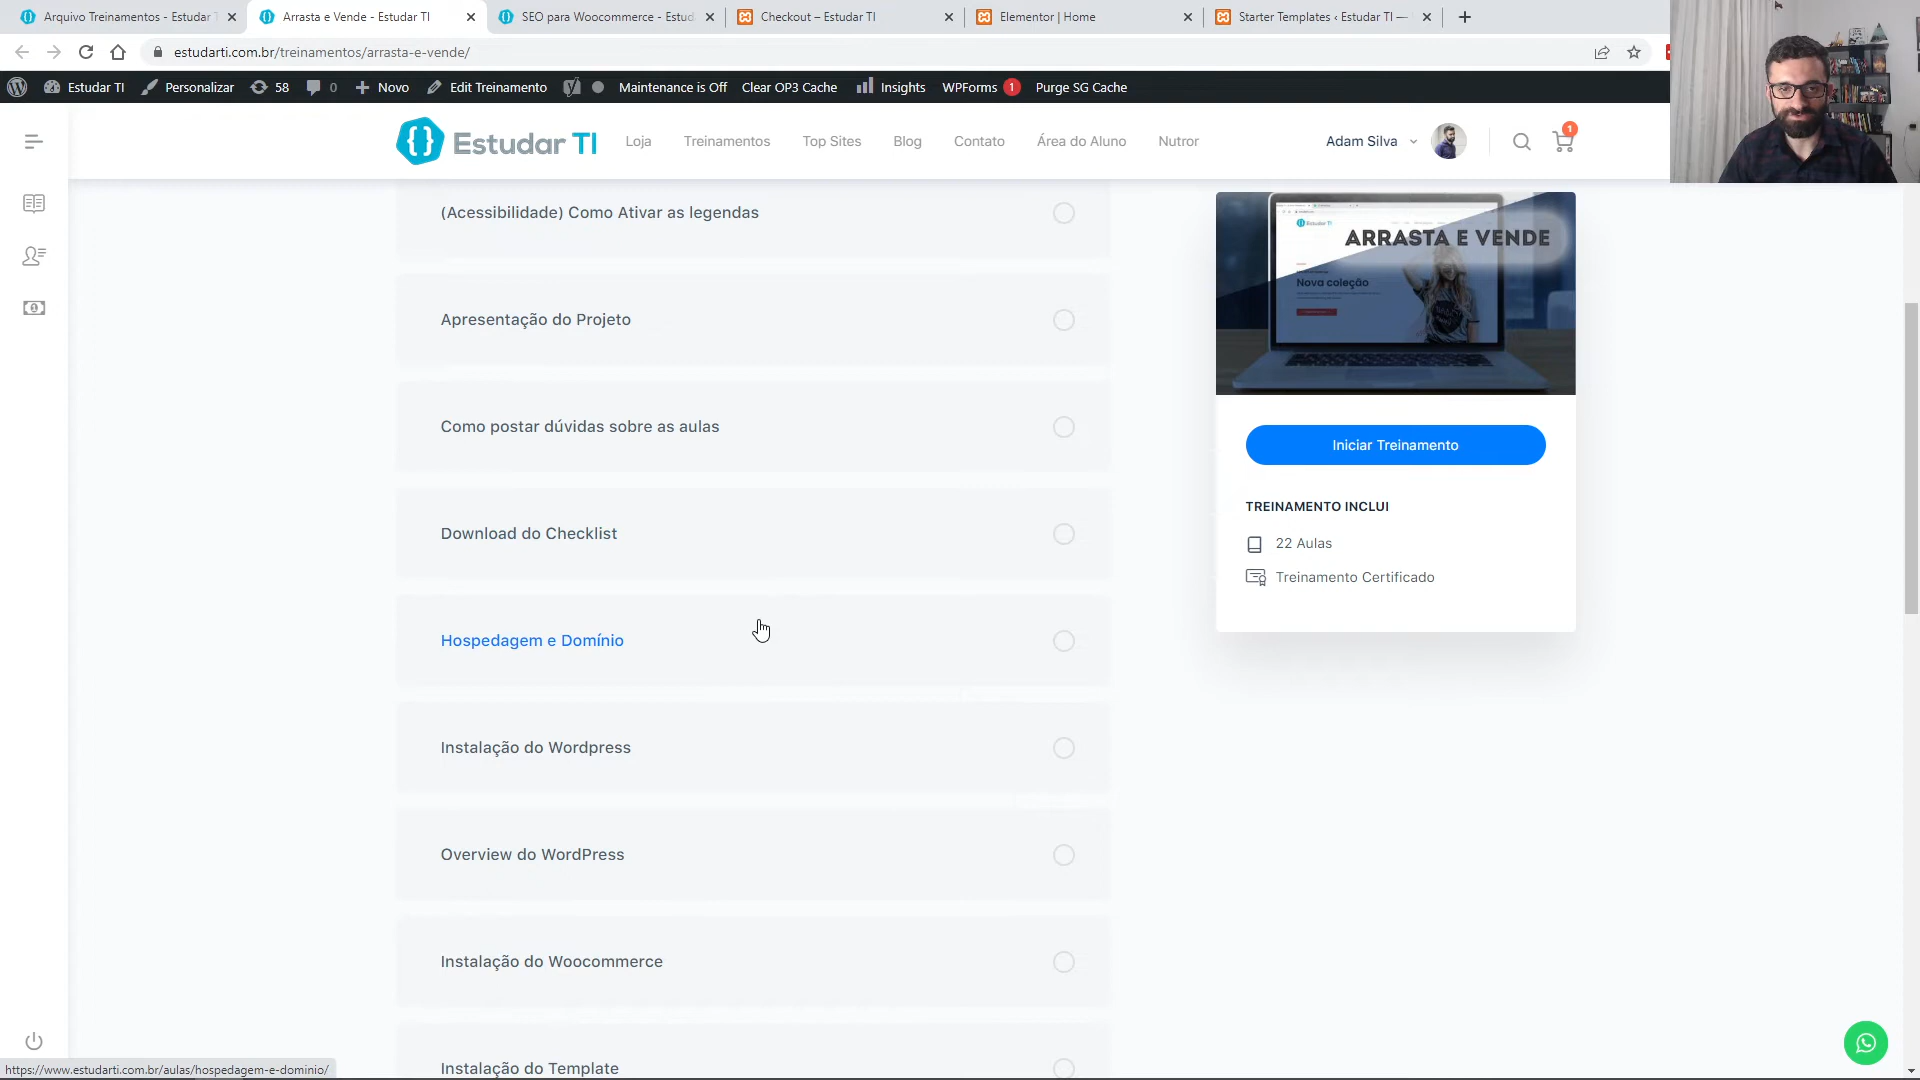 Arquivo Treinamentos - Estudar T
Arrasta e Vende - Estudar TI
SEO para Woocommerce - Estud
Checkout – Estudar TI
Elementor | Home
Starter Templates ‹ Estudar TI —
estudarti.com.br/treinamentos/arrasta-e-vende/
Estudar TI
Personalizar
58
0
Novo
Edit Treinamento
Maintenance is Off
Clear OP3 Cache
Insights
WPForms 1
Purge SG Cache
Estudar TI
Loja
Treinamentos
Top Sites
Blog
Contato
Área do Aluno
Nutror
Adam Silva
1
(Acessibilidade) Como Ativar as legendas
Apresentação do Projeto
Como postar dúvidas sobre as aulas
Download do Checklist
Hospedagem e Domínio
Instalação do Wordpress
Overview do WordPress
Instalação do Woocommerce
Instalação do Template
Estudar TI
ARRASTA E VENDE
Nova coleção
Iniciar Treinamento
TREINAMENTO INCLUI
22 Aulas
Treinamento Certificado
https://www.estudarti.com.br/aulas/hospedagem-e-dominio/